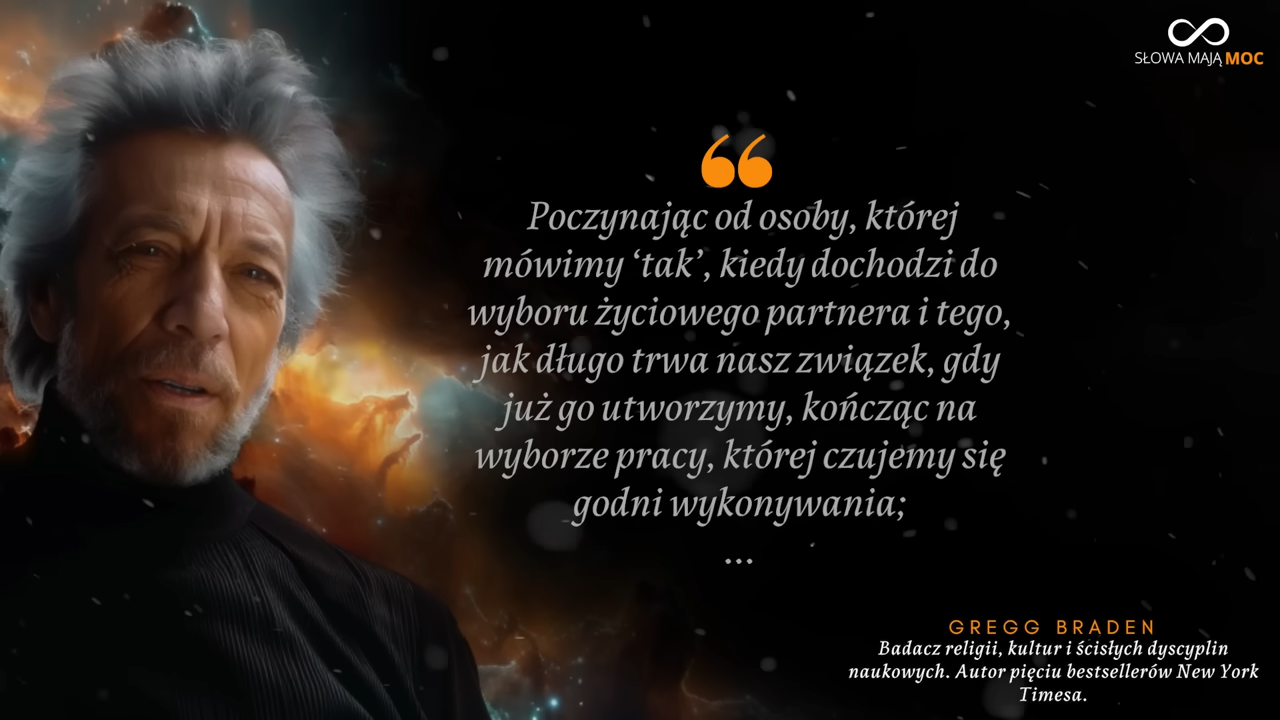 SŁOWA MAJĄ MOC
Poczynając od osoby, której
mówimy ‘tak’, kiedy dochodzi do
wyboru życiowego partnera i tego,
jak długo trwa nasz związek, gdy
już go utworzymy, kończąc na
wyborze pracy, której czujemy się
godni wykonywania;
...
GREGG BRADEN
Badacz religii, kultur i ścisłych dyscyplin
naukowych. Autor pięciu bestsellerów New York
Timesa.